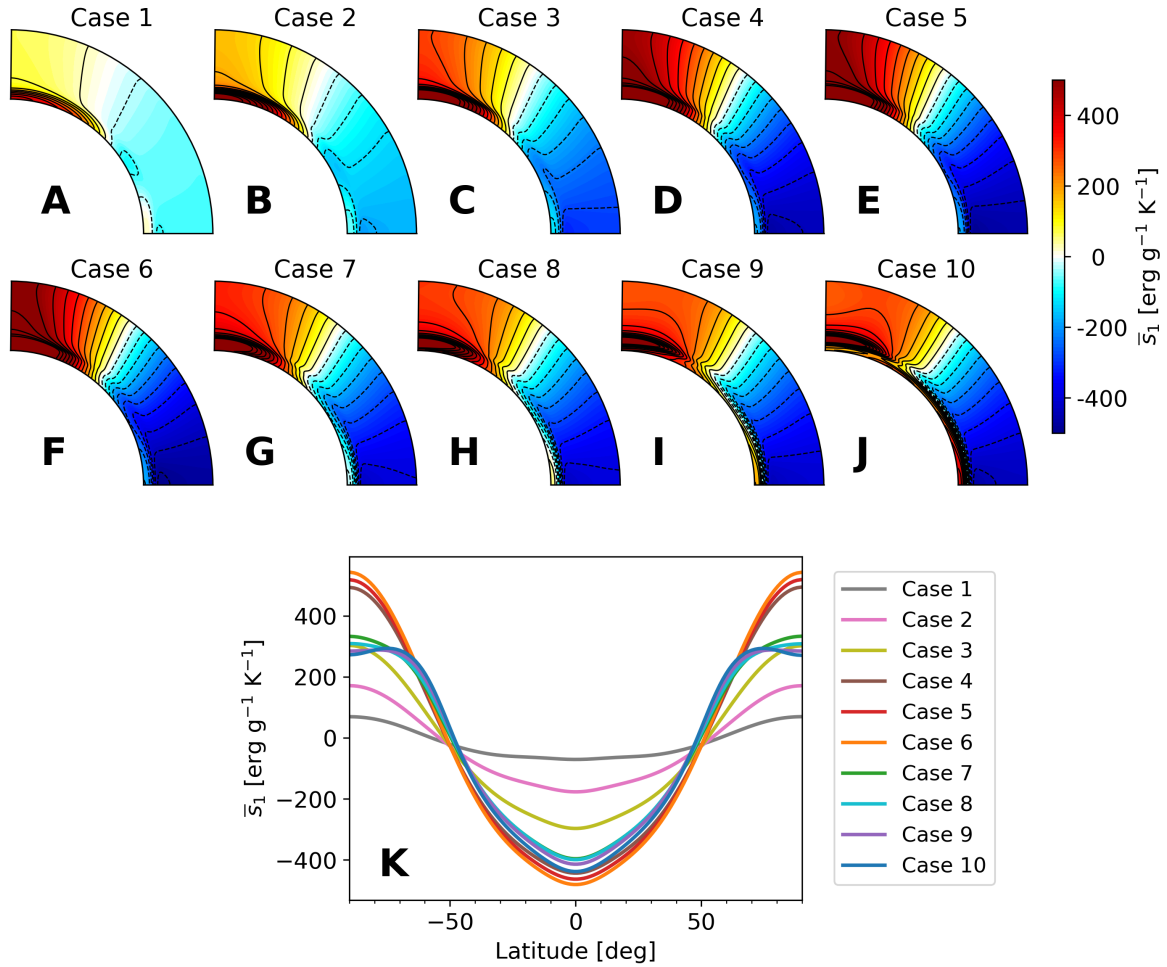 Case 1 Case 2 Case 3 Case 4 Case 5
A B C D E
Case 6 Case 7 Case 8 Case 9 Case 10
F G H I J
400
200
0
-200
-400
s̅₁ [erg g⁻¹ K⁻¹]
400
200
0
−200
−400
s̅₁ [erg g⁻¹ K⁻¹]
K
−50 0 50
Latitude [deg]
Case 1
Case 2
Case 3
Case 4
Case 5
Case 6
Case 7
Case 8
Case 9
Case 10